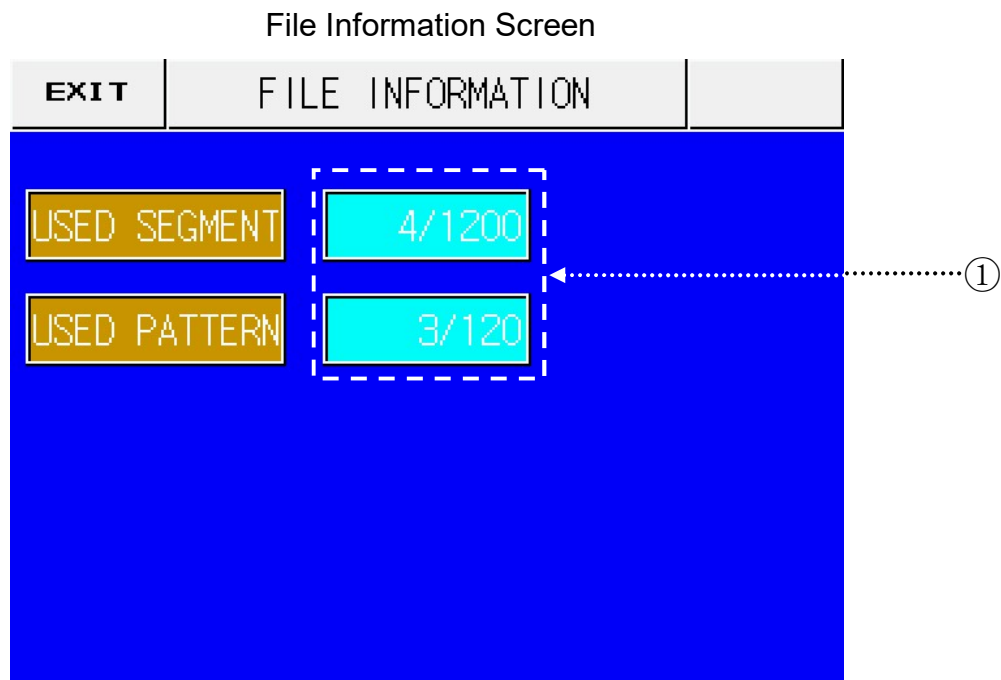 File Information Screen
EXIT FILE INFORMATION
USED SEGMENT 4/1200
①
USED PATTERN 3/120